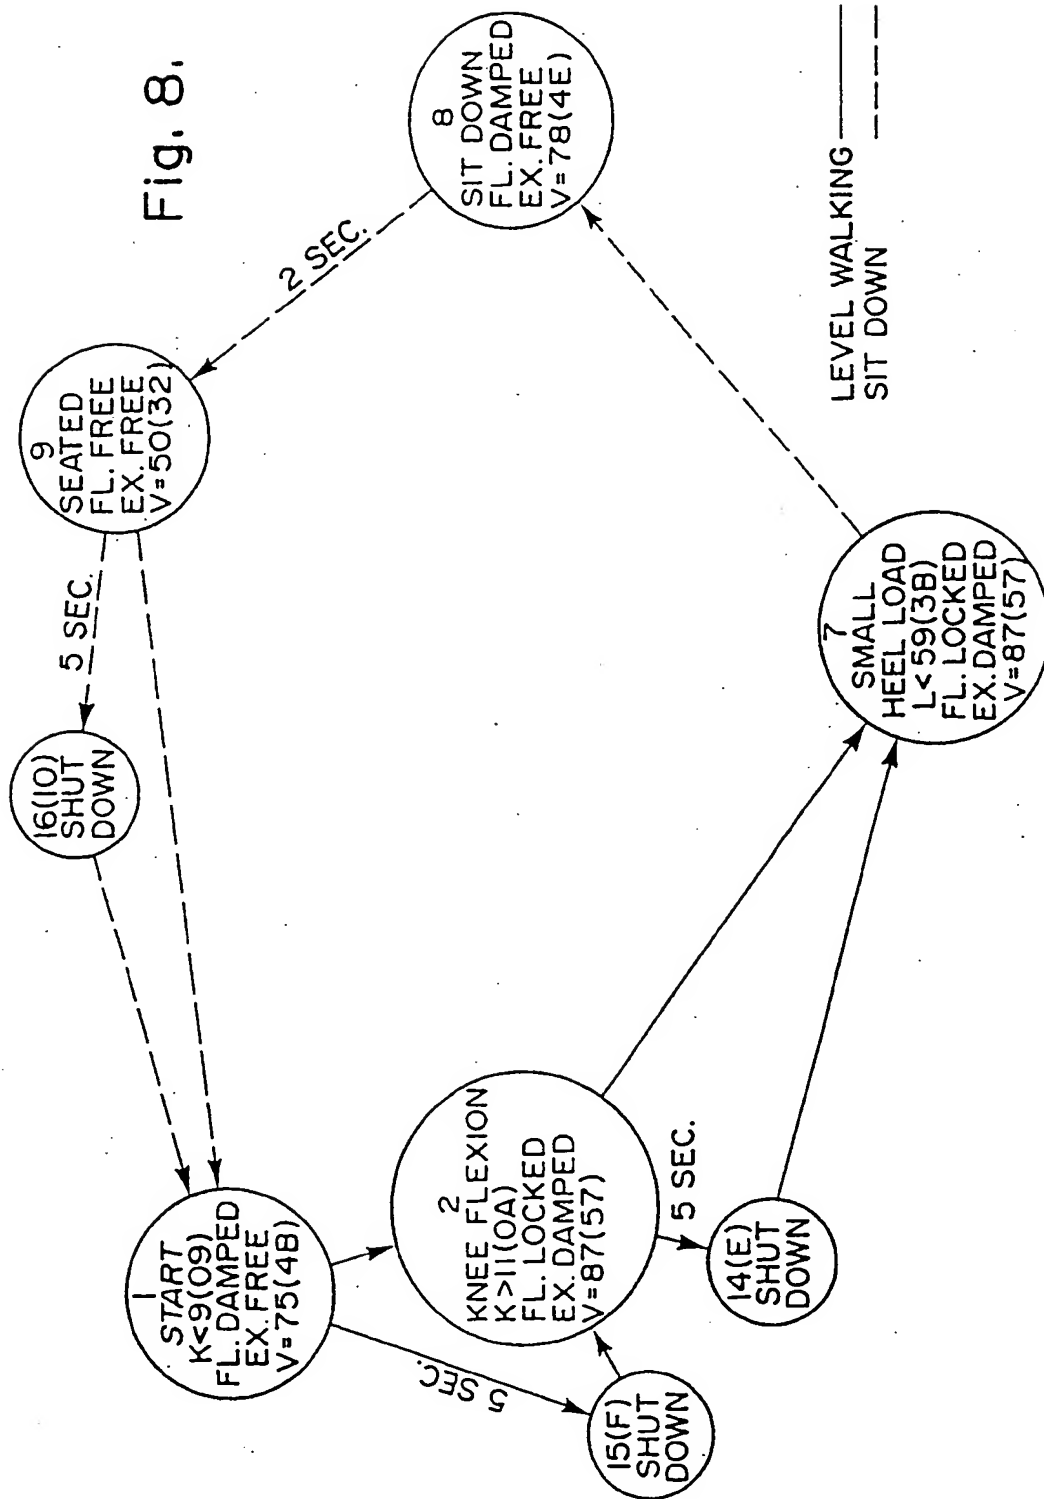 Fig. 8.
1
START
K<9(09)
FL. DAMPED
EX. FREE
V=75(4B)
5 SEC.
15(F)
SHUT
DOWN
2
KNEE FLEXION
K>11(0A)
FL. LOCKED
EX. DAMPED
V=87(57)
5 SEC.
14(E)
SHUT
DOWN
7
SMALL
HEEL LOAD
L<59(3B)
FL. LOCKED
EX. DAMPED
V=87(57)
8
SIT DOWN
FL. DAMPED
EX. FREE
V=78(4E)
2 SEC.
9
SEATED
FL. FREE
EX. FREE
V=50(32)
5 SEC.
16(10)
SHUT
DOWN
LEVEL WALKING
SIT DOWN